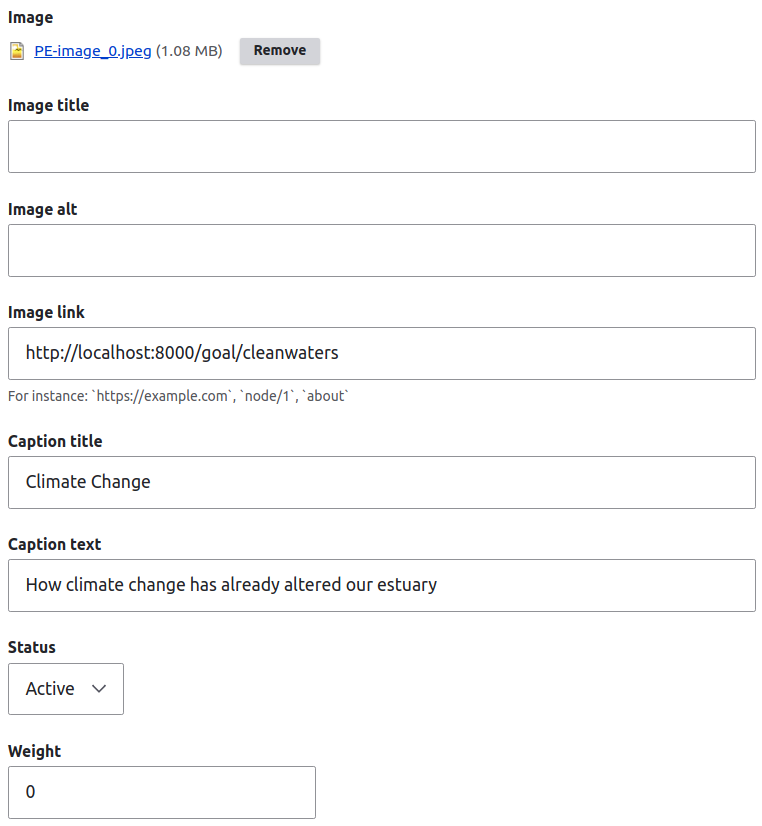 Image
PE-image_0.jpeg (1.08 MB) Remove
Image title
Image alt
Image link
http://localhost:8000/goal/cleanwaters
For instance: `https://example.com`, `node/1`, `about`
Caption title
Climate Change
Caption text
How climate change has already altered our estuary
Status
Active
Weight
0